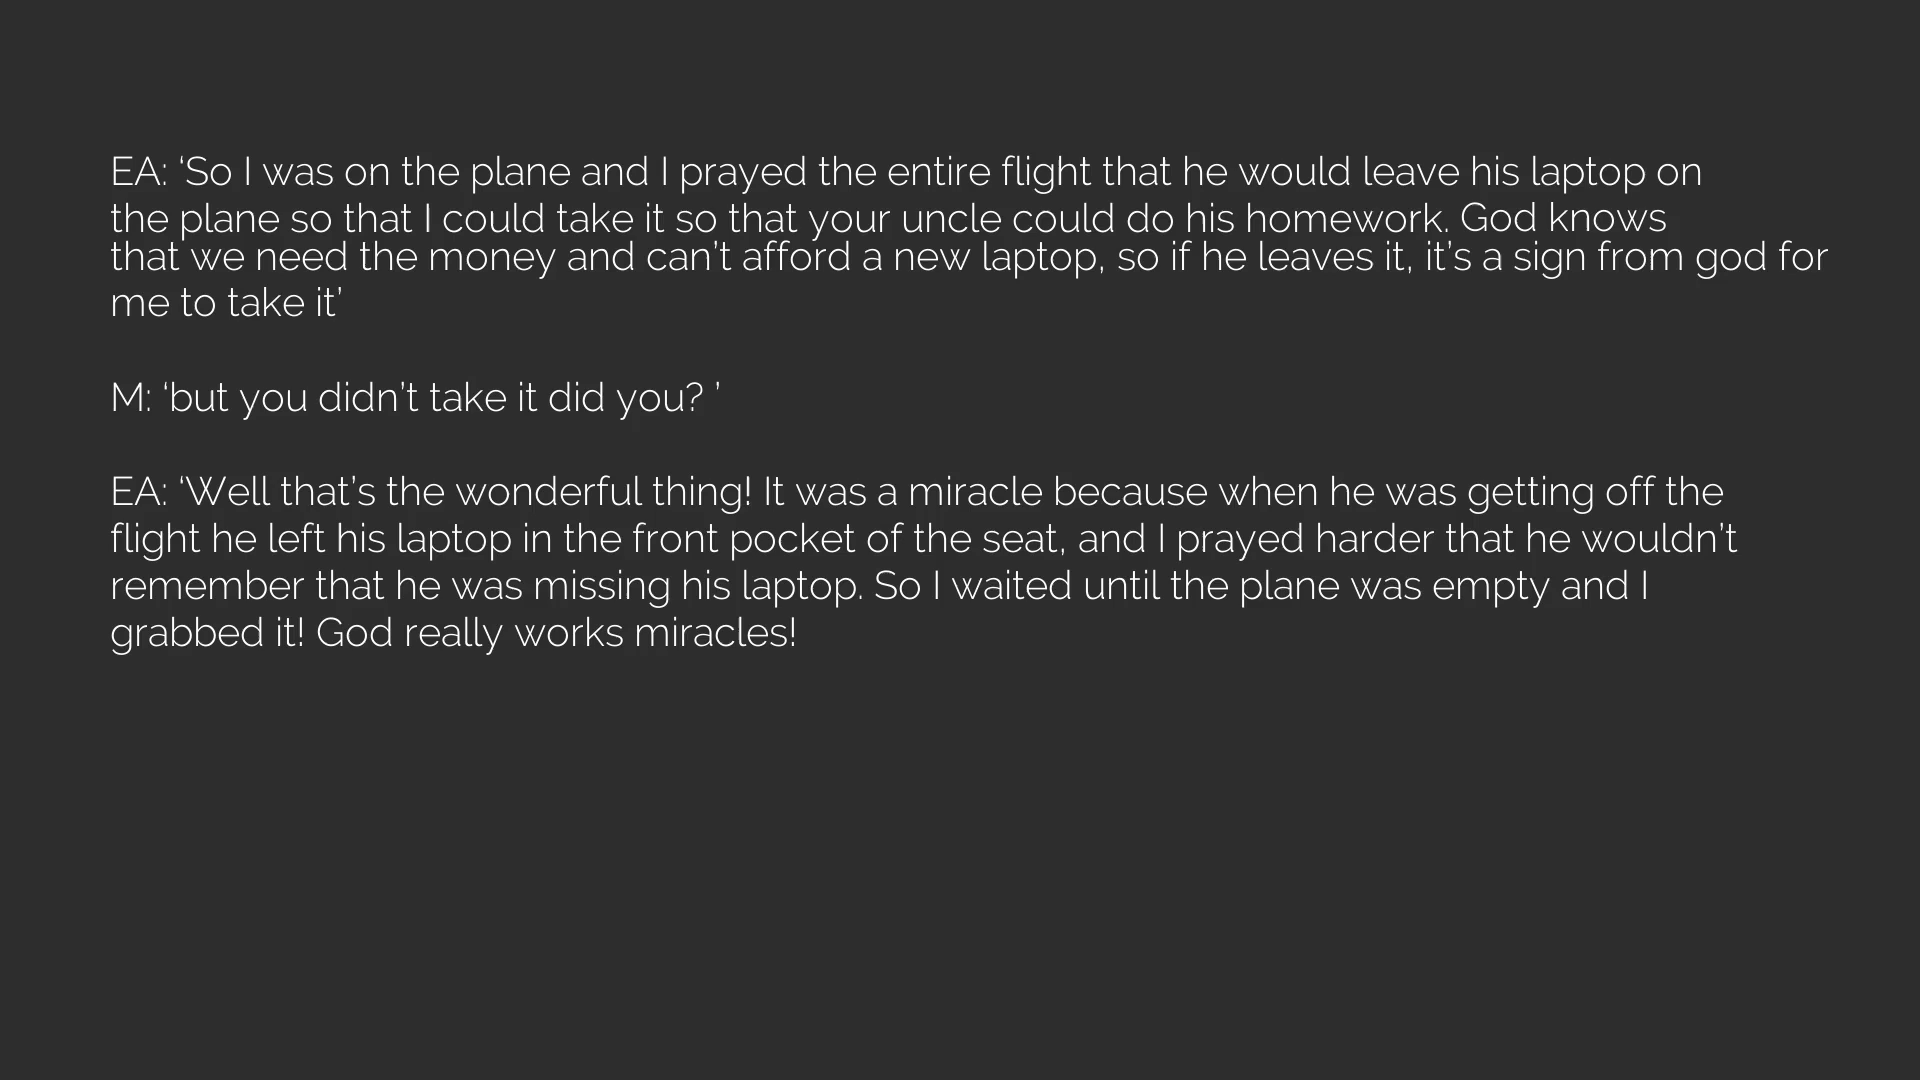 EA: ‘So I was on the plane and I prayed the entire flight that he would leave his laptop on
the plane so that I could take it so that your uncle could do his homework. God knows
that we need the money and can’t afford a new laptop, so if he leaves it, it’s a sign from god for
me to take it’
M: ‘but you didn’t take it did you? ’
EA: ‘Well that’s the wonderful thing! It was a miracle because when he was getting off the
flight he left his laptop in the front pocket of the seat, and I prayed harder that he wouldn’t
remember that he was missing his laptop. So I waited until the plane was empty and I
grabbed it! God really works miracles!